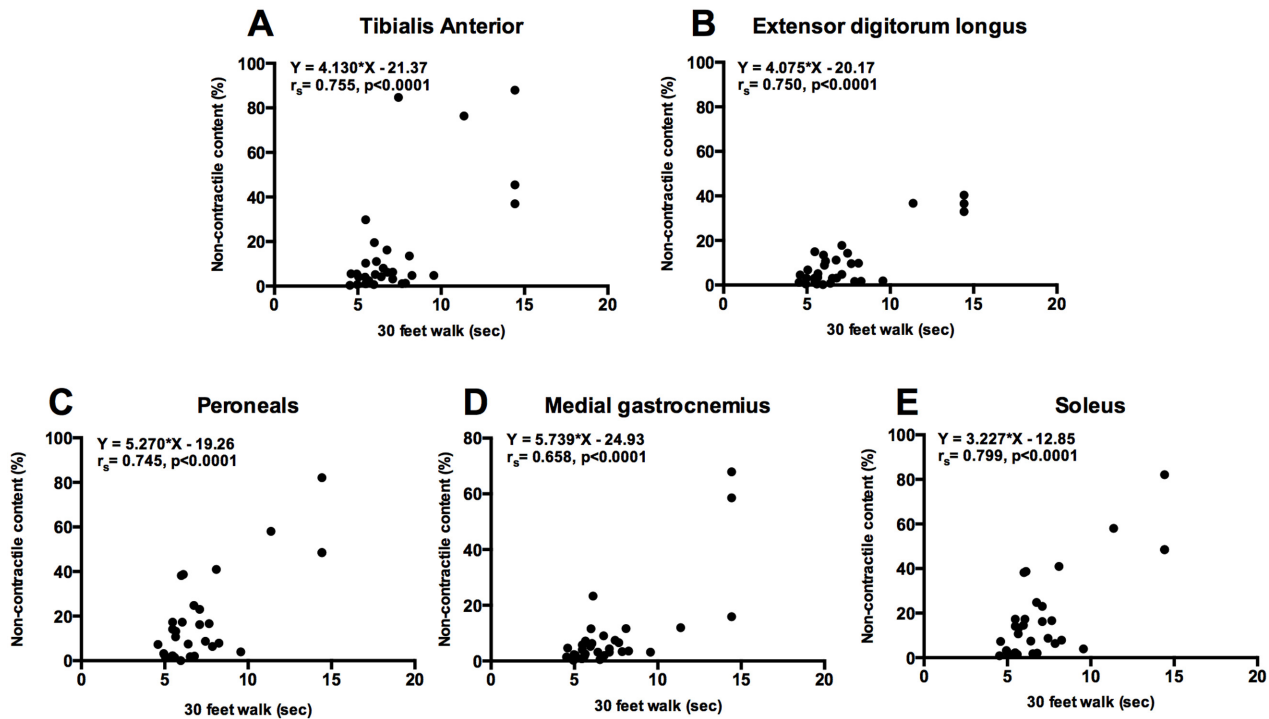 A
Tibialis Anterior
Y = 4.130*X - 21.37
rs= 0.755, p<0.0001
Non-contractile content (%)
100
80
60
40
20
0
0 5 10 15 20
30 feet walk (sec)
B
Extensor digitorum longus
Y = 4.075*X - 20.17
rs= 0.750, p<0.0001
Non-contractile content (%)
100
80
60
40
20
0
0 5 10 15 20
30 feet walk (sec)
C
Peroneals
Y = 5.270*X - 19.26
rs= 0.745, p<0.0001
Non-contractile content (%)
100
80
60
40
20
0
0 5 10 15 20
30 feet walk (sec)
D
Medial gastrocnemius
Y = 5.739*X - 24.93
rs= 0.658, p<0.0001
Non-contractile content (%)
80
60
40
20
0
0 5 10 15 20
30 feet walk (sec)
E
Soleus
Y = 3.227*X - 12.85
rs= 0.799, p<0.0001
Non-contractile content (%)
100
80
60
40
20
0
0 5 10 15 20
30 feet walk (sec)